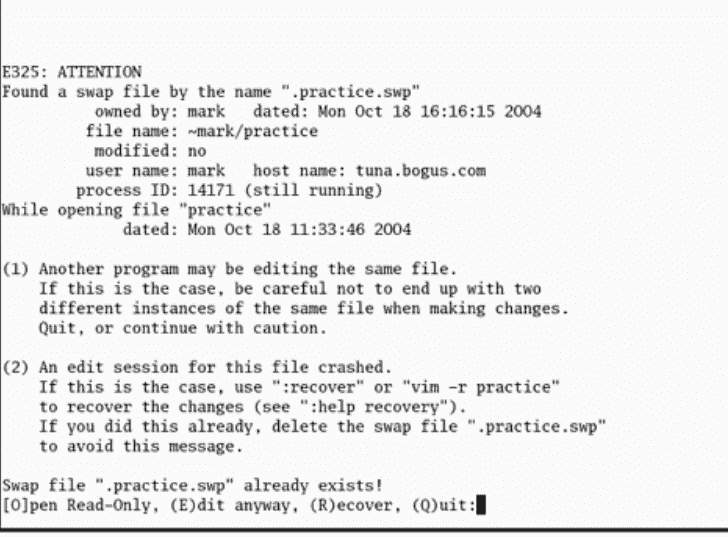 E325: ATTENTION
Found a swap file by the name ".practice.swp"
owned by: mark   dated: Mon Oct 18 16:16:15 2004
file name: ~mark/practice
modified: no
user name: mark   host name: tuna.bogus.com
process ID: 14171 (still running)
While opening file "practice"
dated: Mon Oct 18 11:33:46 2004
(1) Another program may be editing the same file.
If this is the case, be careful not to end up with two
different instances of the same file when making changes.
Quit, or continue with caution.
(2) An edit session for this file crashed.
If this is the case, use ":recover" or "vim -r practice"
to recover the changes (see ":help recovery").
If you did this already, delete the swap file ".practice.swp"
to avoid this message.
Swap file ".practice.swp" already exists!
[O]pen Read-Only, (E)dit anyway, (R)ecover, (Q)uit: